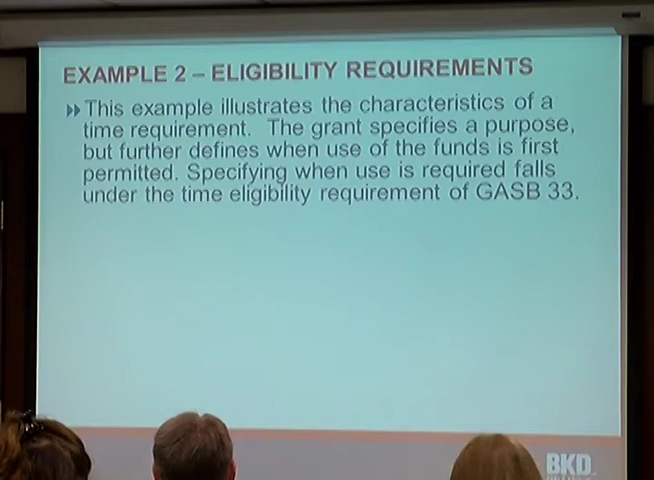 EXAMPLE 2 – ELIGIBILITY REQUIREMENTS
This example illustrates the characteristics of a
time requirement. The grant specifies a purpose,
but further defines when use of the funds is first
permitted. Specifying when use is required falls
under the time eligibility requirement of GASB 33.
BKD